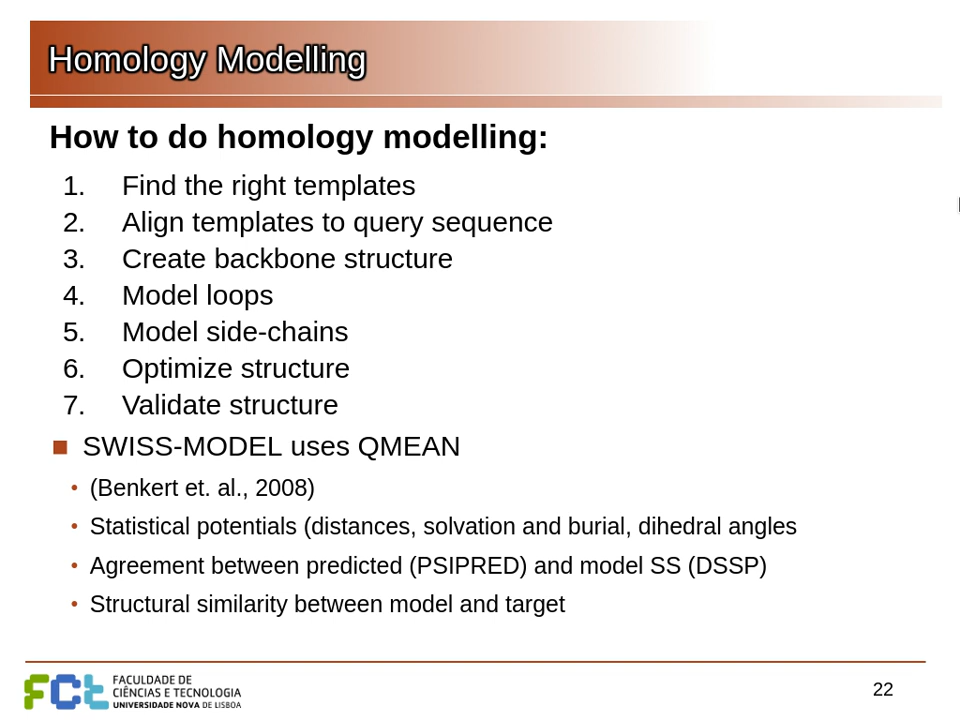 Homology Modelling
How to do homology modelling:
1. Find the right templates
2. Align templates to query sequence
3. Create backbone structure
4. Model loops
5. Model side-chains
6. Optimize structure
7. Validate structure
■ SWISS-MODEL uses QMEAN
• (Benkert et. al., 2008)
• Statistical potentials (distances, solvation and burial, dihedral angles
• Agreement between predicted (PSIPRED) and model SS (DSSP)
• Structural similarity between model and target
FCt
FACULDADE DE
CIÊNCIAS E TECNOLOGIA
UNIVERSIDADE NOVA DE LISBOA
22